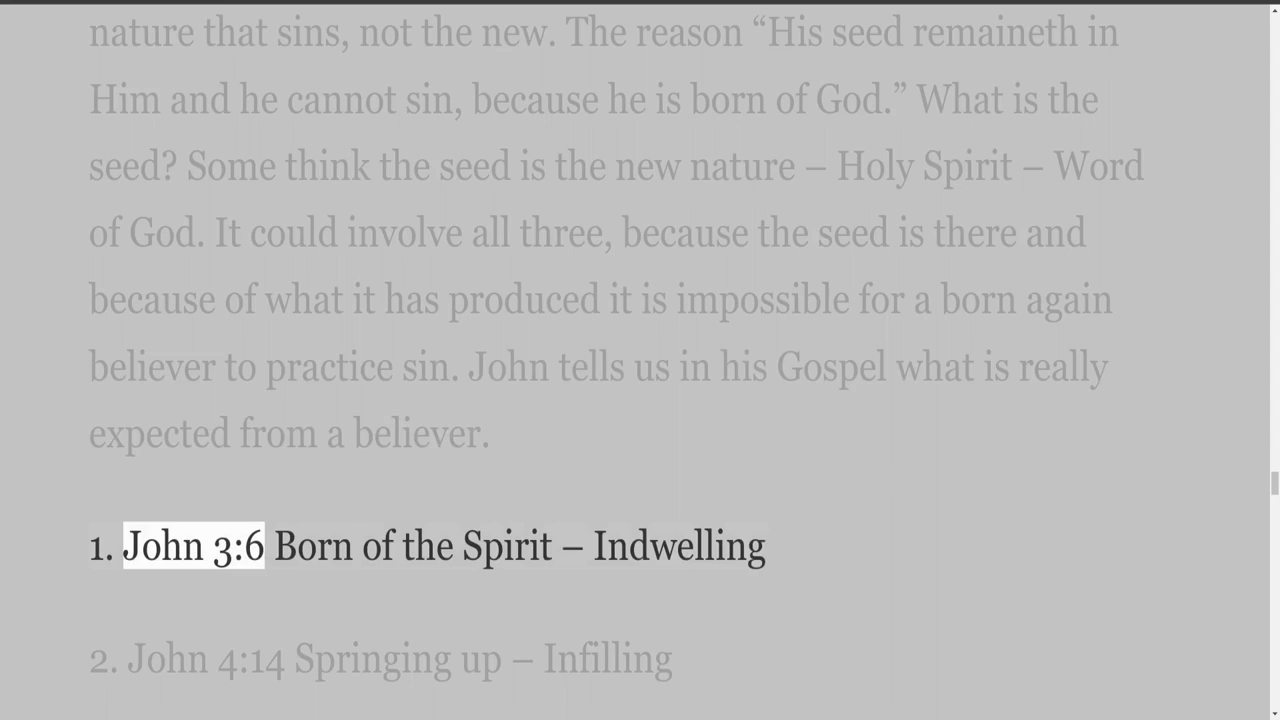 nature that sins, not the new. The reason “His seed remaineth in
Him and he cannot sin, because he is born of God.” What is the
seed? Some think the seed is the new nature – Holy Spirit – Word
of God. It could involve all three, because the seed is there and
because of what it has produced it is impossible for a born again
believer to practice sin. John tells us in his Gospel what is really
expected from a believer.
1. John 3:6 Born of the Spirit – Indwelling
2. John 4:14 Springing up – Infilling